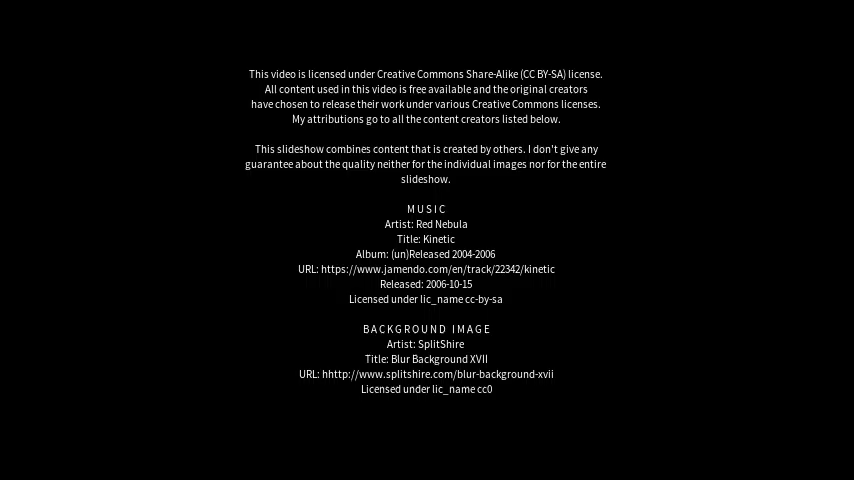 This video is licensed under Creative Commons Share-Alike (CC BY-SA) license.
All content used in this video is free available and the original creators
have chosen to release their work under various Creative Commons licenses.
My attributions go to all the content creators listed below.
This slideshow combines content that is created by others. I don't give any
guarantee about the quality neither for the individual images nor for the entire
slideshow.
MUSIC
Artist: Red Nebula
Title: Kinetic
Album: (un)Released 2004-2006
URL: https://www.jamendo.com/en/track/22342/kinetic
Released: 2006-10-15
Licensed under lic_name cc-by-sa
BACKGROUND IMAGE
Artist: SplitShire
Title: Blur Background XVII
URL: hhttp://www.splitshire.com/blur-background-xvii
Licensed under lic_name cc0